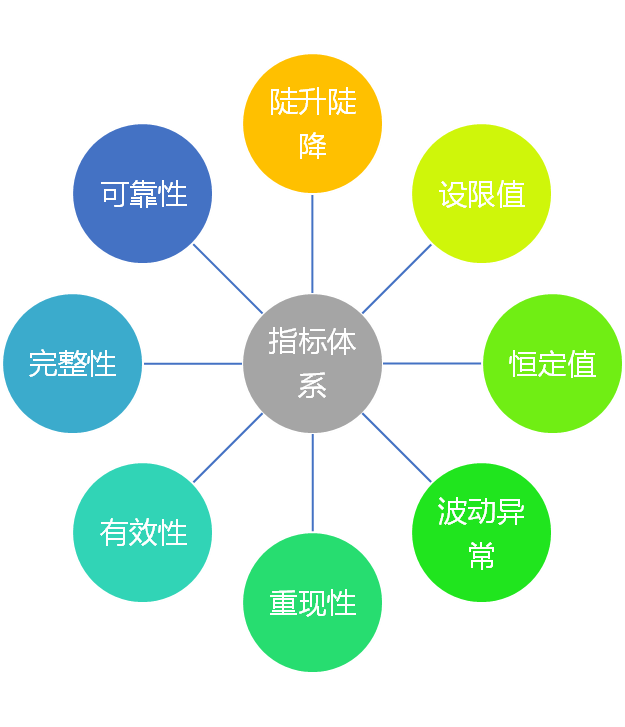 陡升陡
降
可靠性
设限值
指标体
系
完整性
恒定值
有效性
波动异
常
重现性